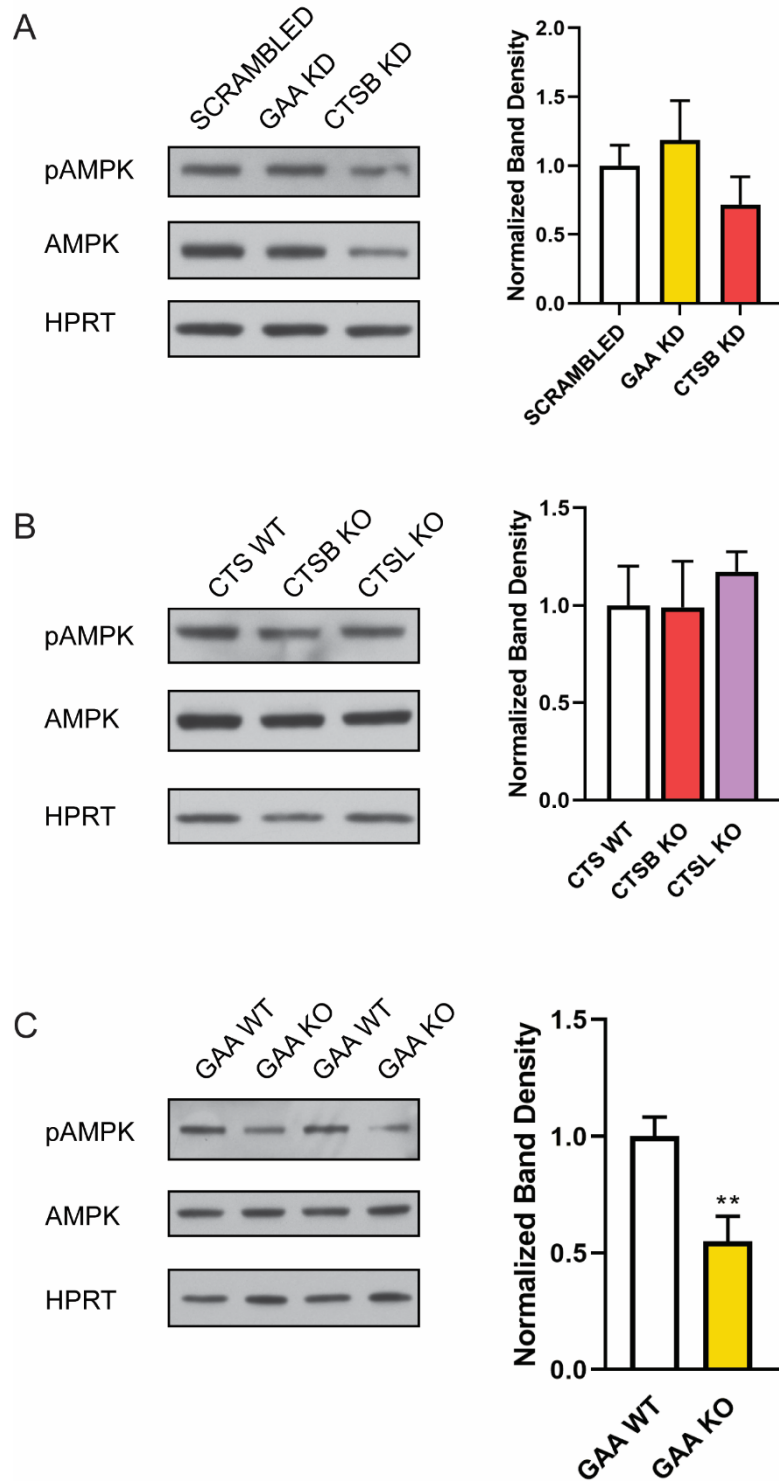 A
SCRAMBLED
GAA KD
CTSB KD
pAMPK
AMPK
HPRT
Normalized Band Density
2.0
1.5
1.0
0.5
0.0
SCRAMBLED
GAA KD
CTSB KD
B
CTS WT
CTSB KO
CTSL KO
pAMPK
AMPK
HPRT
Normalized Band Density
1.5
1.0
0.5
0.0
CTS WT
CTSB KO
CTSL KO
C
GAA WT
GAA KO
GAA WT
GAA KO
pAMPK
AMPK
HPRT
Normalized Band Density
1.5
1.0
0.5
0.0
**
GAA WT
GAA KO